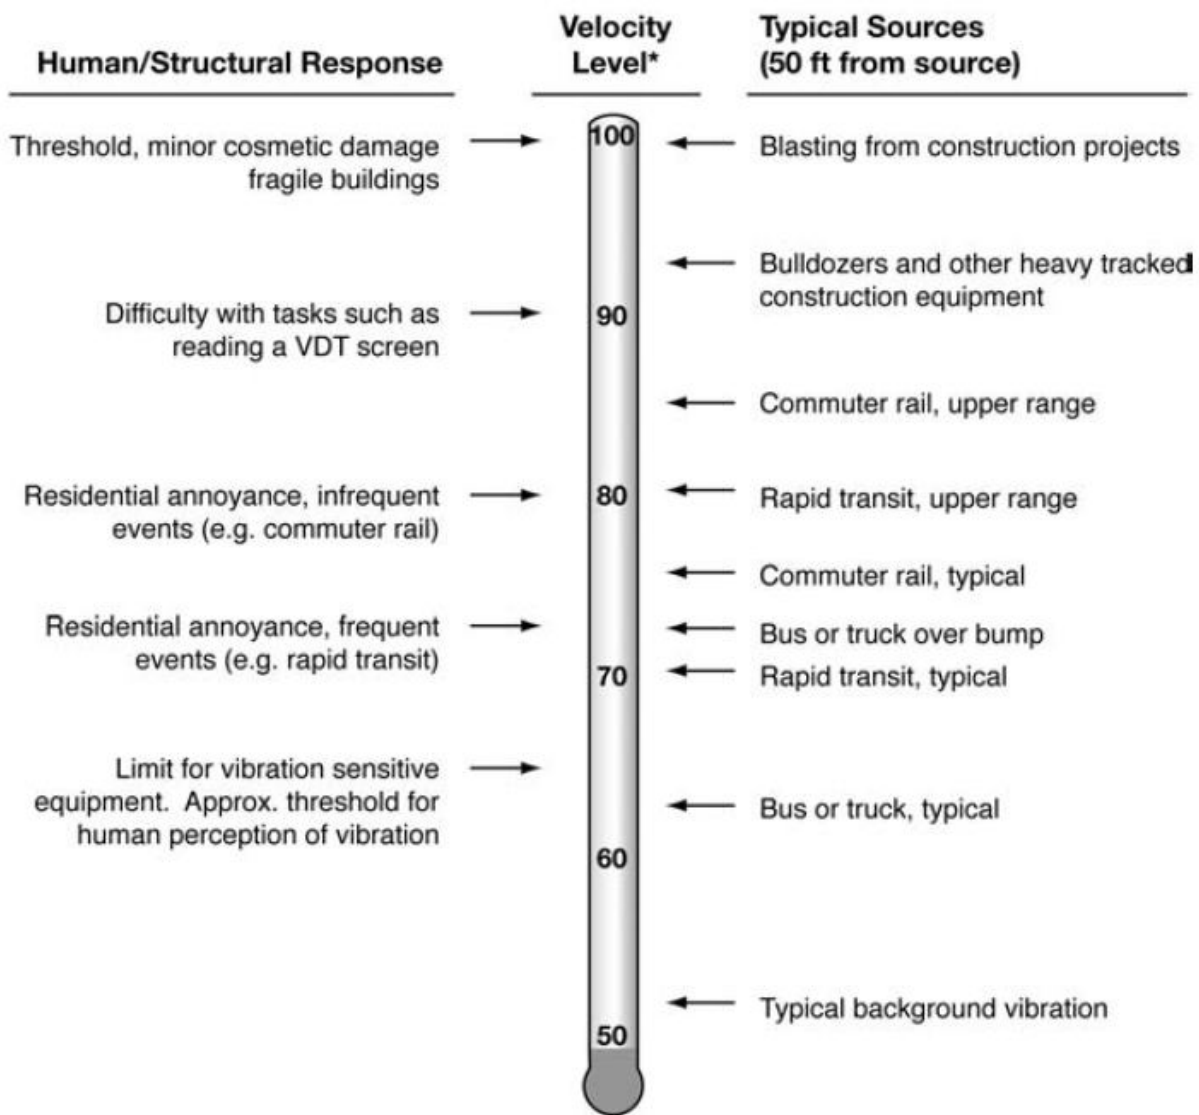 Human/Structural Response
Velocity
Level*
Typical Sources
(50 ft from source)
Threshold, minor cosmetic damage
fragile buildings
100
Blasting from construction projects
Bulldozers and other heavy tracked
construction equipment
Difficulty with tasks such as
reading a VDT screen
90
Commuter rail, upper range
Residential annoyance, infrequent
events (e.g. commuter rail)
80
Rapid transit, upper range
Commuter rail, typical
Residential annoyance, frequent
events (e.g. rapid transit)
Bus or truck over bump
70
Rapid transit, typical
Limit for vibration sensitive
equipment. Approx. threshold for
human perception of vibration
Bus or truck, typical
60
Typical background vibration
50